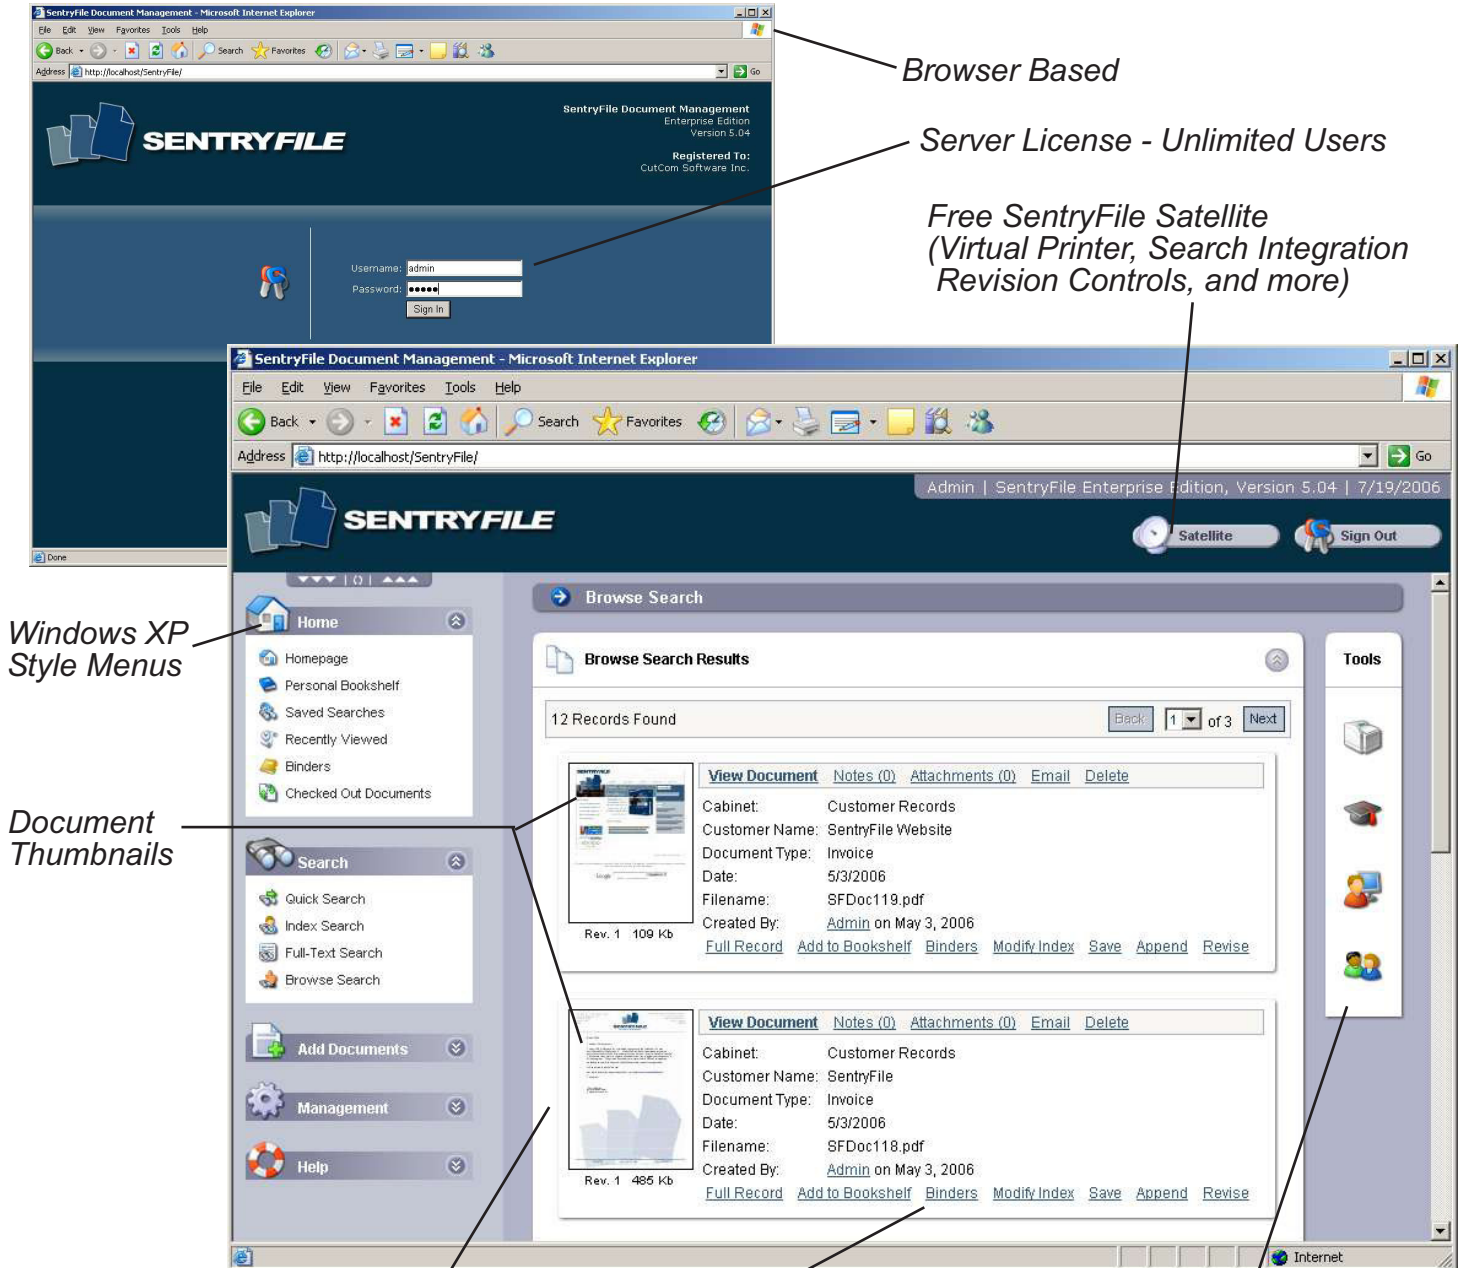 SentryFile Document Management - Microsoft Internet Explorer
File Edit View Favorites Tools Help
Back Search Favorites
Address http://localhost/SentryFile/ Go
SENTRYFILE
SentryFile Document Management
Enterprise Edition
Version 5.04
Registered To:
CutCom Software Inc.
Username: admin
Password: •••••
Sign In
Done
Browser Based
Server License - Unlimited Users
Free SentryFile Satellite
(Virtual Printer, Search Integration
Revision Controls, and more)
SentryFile Document Management - Microsoft Internet Explorer
File Edit View Favorites Tools Help
Back Search Favorites
Address http://localhost/SentryFile/ Go
Admin | SentryFile Enterprise Edition, Version 5.04 | 7/19/2006
SENTRYFILE
Satellite Sign Out
Windows XP
Style Menus
Document
Thumbnails
Home
Homepage
Personal Bookshelf
Saved Searches
Recently Viewed
Binders
Checked Out Documents
Search
Quick Search
Index Search
Full-Text Search
Browse Search
Add Documents
Management
Help
Browse Search
Browse Search Results
12 Records Found Back 1 of 3 Next
View Document Notes (0) Attachments (0) Email Delete
Cabinet: Customer Records
Customer Name: SentryFile Website
Document Type: Invoice
Date: 5/3/2006
Filename: SFDoc119.pdf
Created By: Admin on May 3, 2006
Rev. 1 109 Kb
Full Record Add to Bookshelf Binders Modify Index Save Append Revise
View Document Notes (0) Attachments (0) Email Delete
Cabinet: Customer Records
Customer Name: SentryFile
Document Type: Invoice
Date: 5/3/2006
Filename: SFDoc118.pdf
Created By: Admin on May 3, 2006
Rev. 1 485 Kb
Full Record Add to Bookshelf Binders Modify Index Save Append Revise
Tools
Internet